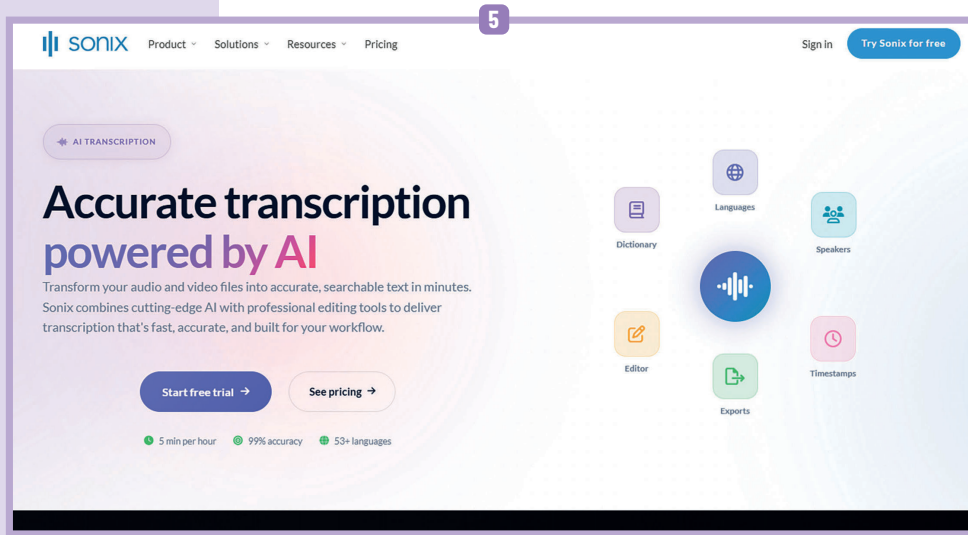 5
SONIX
Product
Solutions
Resources
Pricing
Sign in
Try Sonix for free
AI TRANSCRIPTION
Accurate transcription
powered by AI
Transform your audio and video files into accurate, searchable text in minutes.
Sonix combines cutting-edge AI with professional editing tools to deliver
transcription that's fast, accurate, and built for your workflow.
Start free trial →
See pricing →
5 min per hour
99% accuracy
53+ languages
Languages
Dictionary
Speakers
Editor
Timestamps
Exports